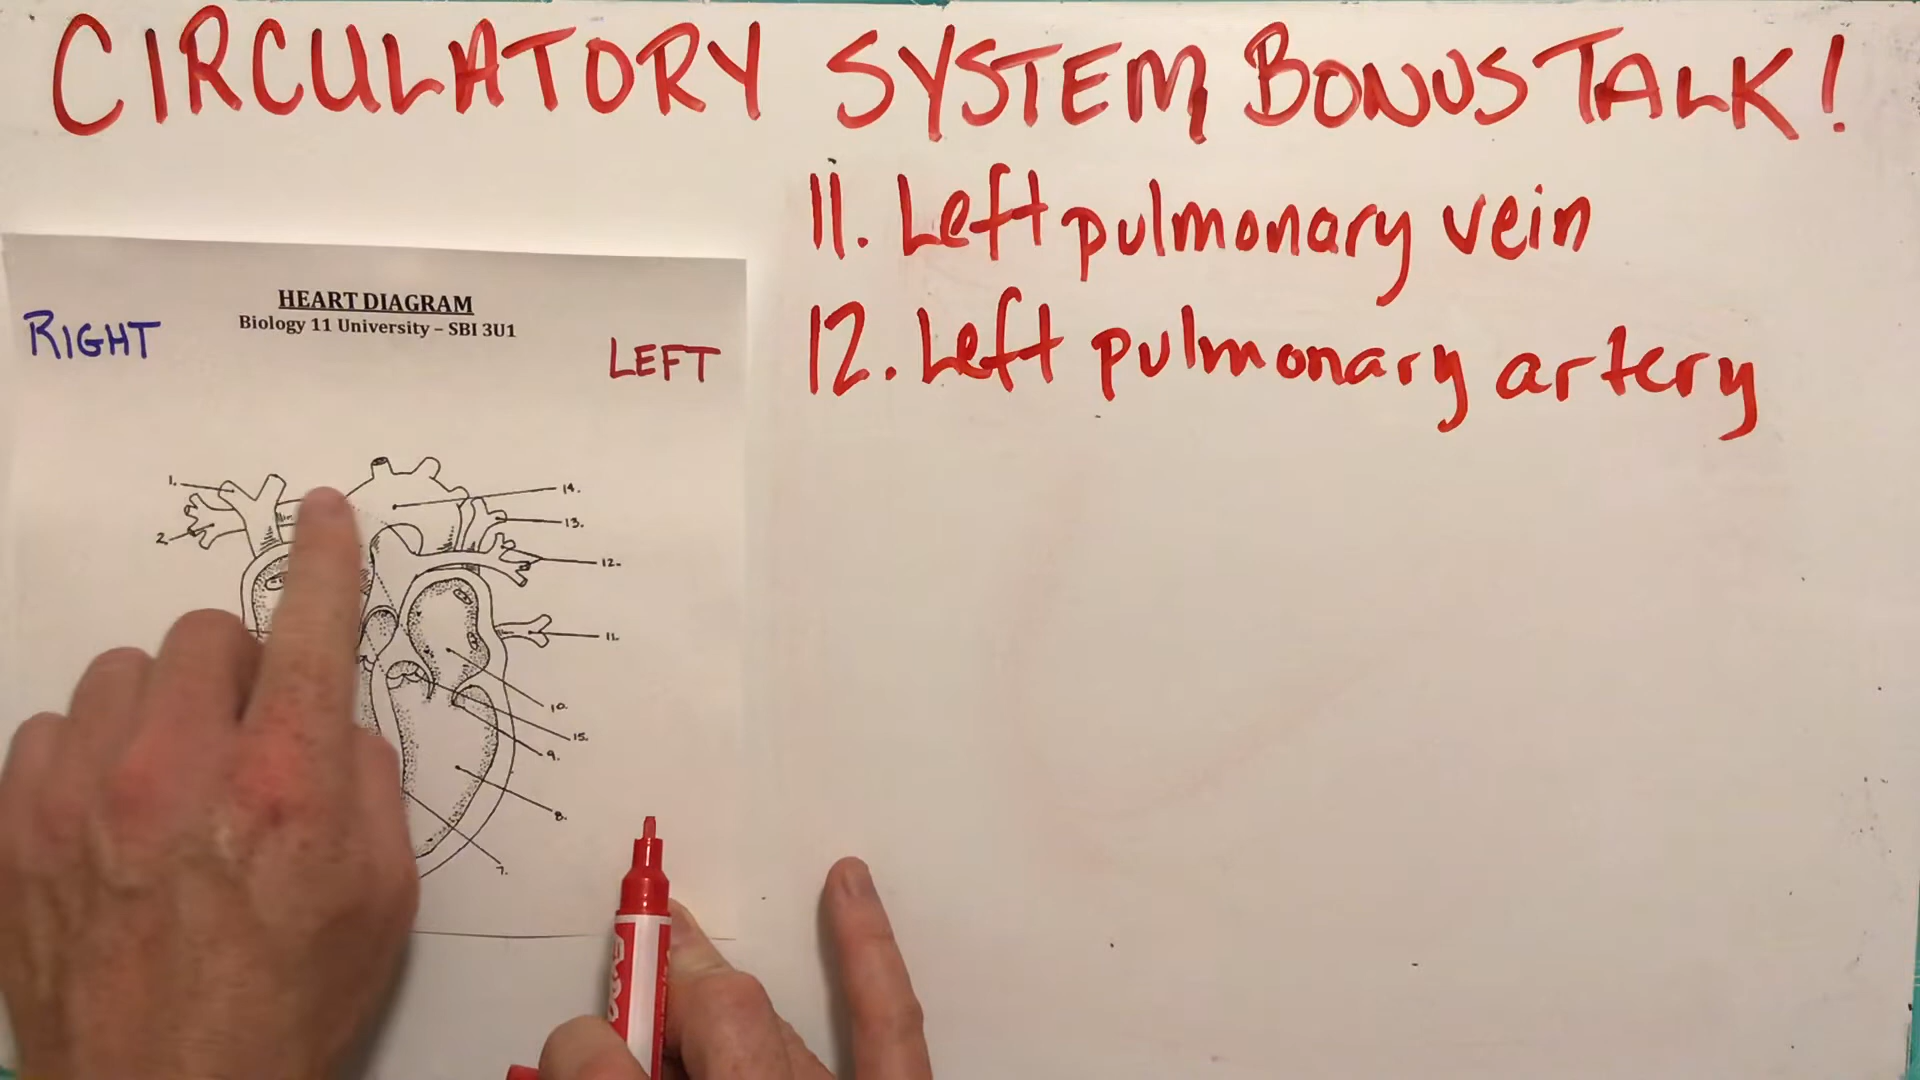 CIRCULATORY SYSTEM BONUS TALK!
11. Left pulmonary vein
12. Left pulmonary artery
HEART DIAGRAM
Biology 11 University – SBI 3U1
RIGHT
LEFT
1.
14.
2.
13.
12.
11.
10.
15.
9.
8.
7.
EXPO